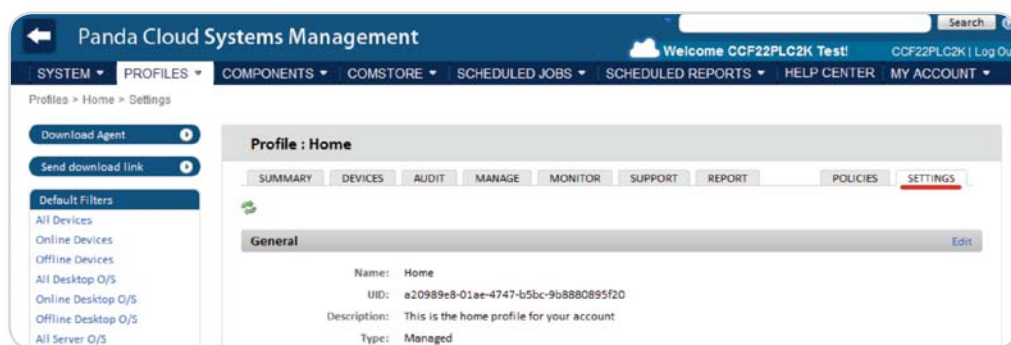 Search
Panda Cloud Systems Management
Welcome CCF22PLC2K Test!
CCF22PLC2K | Log Ou
SYSTEM PROFILES COMPONENTS COMSTORE SCHEDULED JOBS SCHEDULED REPORTS HELP CENTER MY ACCOUNT
Profiles > Home > Settings
Download Agent
Send download link
Default Filters
All Devices
Online Devices
Offline Devices
All Desktop O/S
Online Desktop O/S
Offline Desktop O/S
All Server O/S
Profile : Home
SUMMARY DEVICES AUDIT MANAGE MONITOR SUPPORT REPORT POLICIES SETTINGS
General Edit
Name: Home
UID: a20989e8-01ae-4747-b5bc-9b8880895f20
Description: This is the home profile for your account
Type: Managed